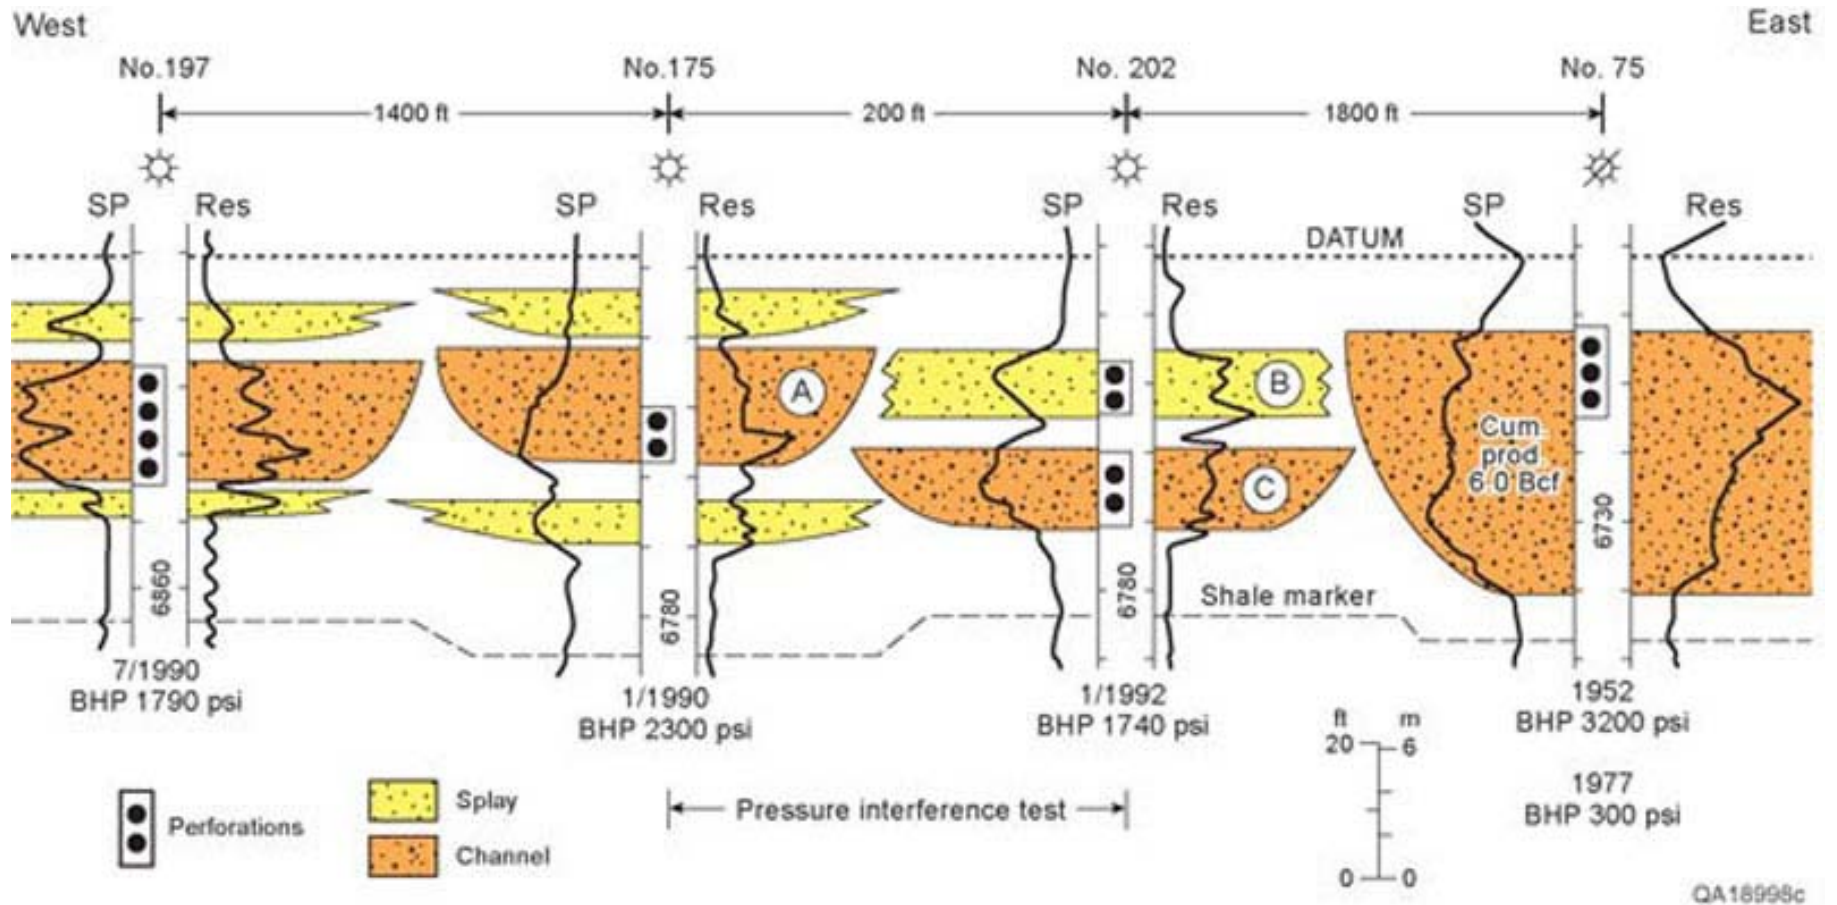 West
East
No.197
No.175
No. 202
No. 75
1400 ft
200 ft
1800 ft
SP
Res
SP
Res
SP
Res
SP
Res
DATUM
A
B
C
Cum
prod
6.0 Bcf
6860
6780
6780
6730
Shale marker
7/1990
BHP 1790 psi
1/1990
BHP 2300 psi
1/1992
BHP 1740 psi
1952
BHP 3200 psi
1977
BHP 300 psi
ft m
20 6
0 0
Perforations
Splay
Channel
Pressure interference test
QA18998c